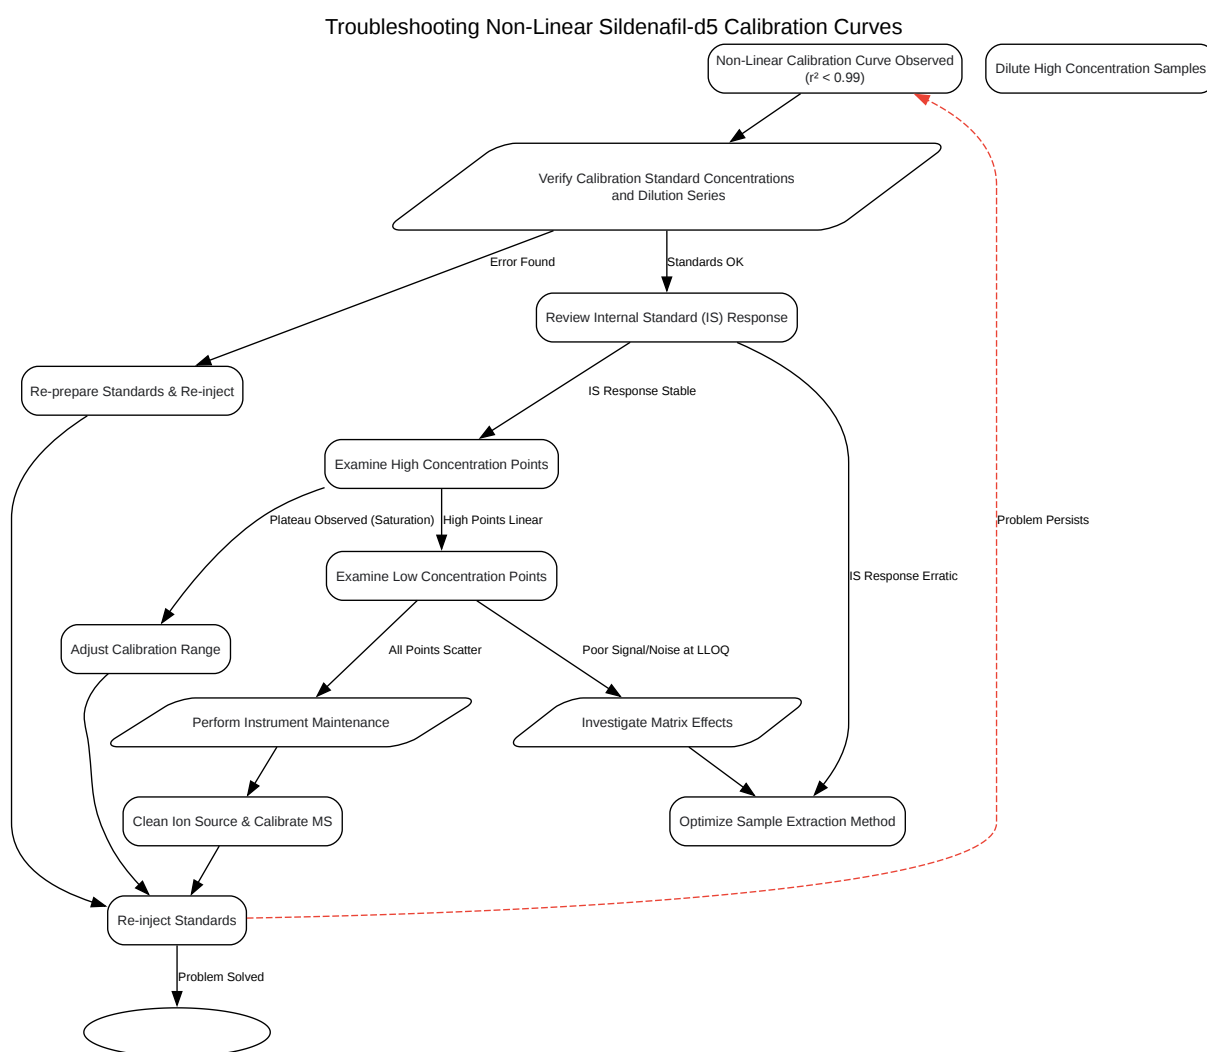 Troubleshooting Non-Linear Sildenafil-d5 Calibration Curves
Non-Linear Calibration Curve Observed
(r² < 0.99)
Dilute High Concentration Samples
Verify Calibration Standard Concentrations
and Dilution Series
Error Found
Standards OK
Review Internal Standard (IS) Response
Re-prepare Standards & Re-inject
IS Response Stable
Examine High Concentration Points
Plateau Observed (Saturation)
High Points Linear
Problem Persists
Examine Low Concentration Points
IS Response Erratic
Adjust Calibration Range
All Points Scatter
Poor Signal/Noise at LLOQ
Perform Instrument Maintenance
Investigate Matrix Effects
Clean Ion Source & Calibrate MS
Optimize Sample Extraction Method
Re-inject Standards
Problem Solved